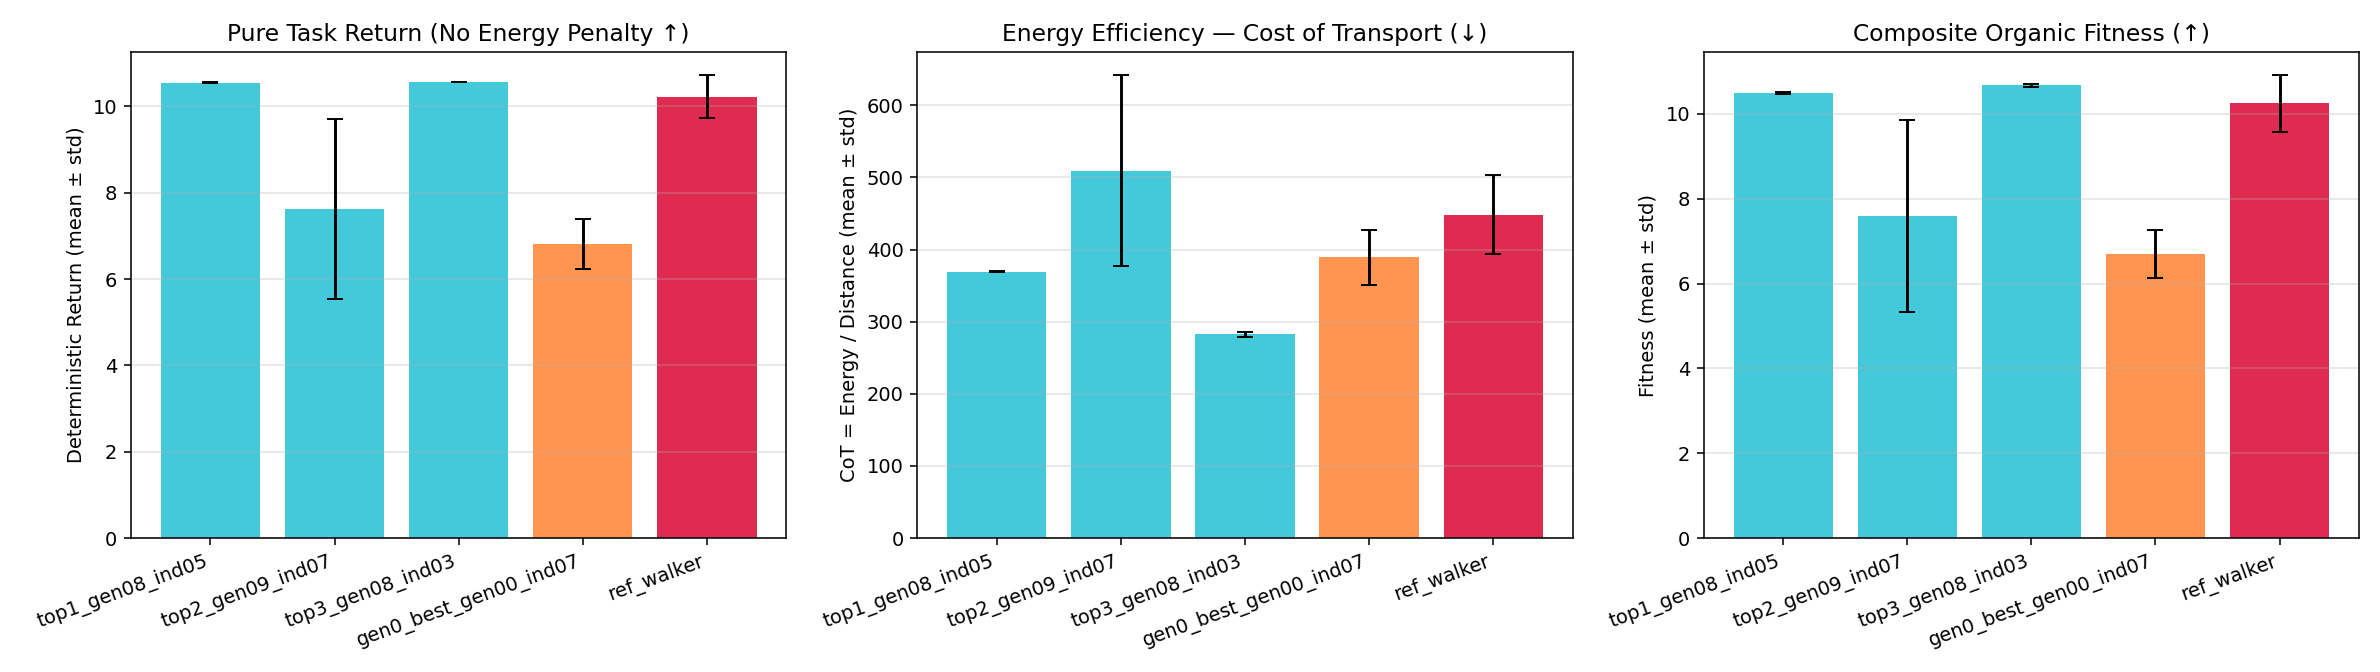 Pure Task Return (No Energy Penalty ↑)
Deterministic Return (mean ± std)
10
8
6
4
2
0
top1_gen08_ind05
top2_gen09_ind07
top3_gen08_ind03
gen0_best_gen00_ind07
ref_walker
Energy Efficiency — Cost of Transport (↓)
CoT = Energy / Distance (mean ± std)
600
500
400
300
200
100
0
top1_gen08_ind05
top2_gen09_ind07
top3_gen08_ind03
gen0_best_gen00_ind07
ref_walker
Composite Organic Fitness (↑)
Fitness (mean ± std)
10
8
6
4
2
0
top1_gen08_ind05
top2_gen09_ind07
top3_gen08_ind03
gen0_best_gen00_ind07
ref_walker